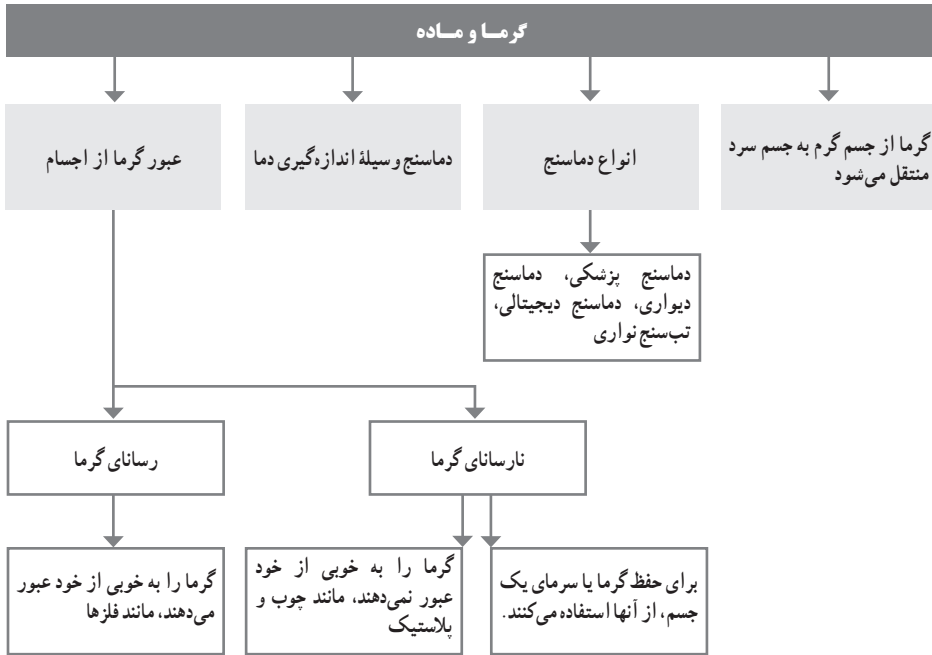 گرمــا و مــاده
گرما از جسم گرم به جسم سرد
منتقل می‌شود
انواع دماسنج
دماسنج وسیلهٔ اندازه‌گیری دما
عبور گرما از اجسام
دماسنج پزشکی، دماسنج
دیواری، دماسنج دیجیتالی،
تب‌سنج نواری
نارسانای گرما
رسانای گرما
برای حفظ گرما یا سرمای یک
جسم، از آنها استفاده می‌کنند.
گرما را به خوبی از خود
عبور نمی‌دهند، مانند چوب و
پلاستیک
گرما را به خوبی از خود عبور
می‌دهند، مانند فلزها